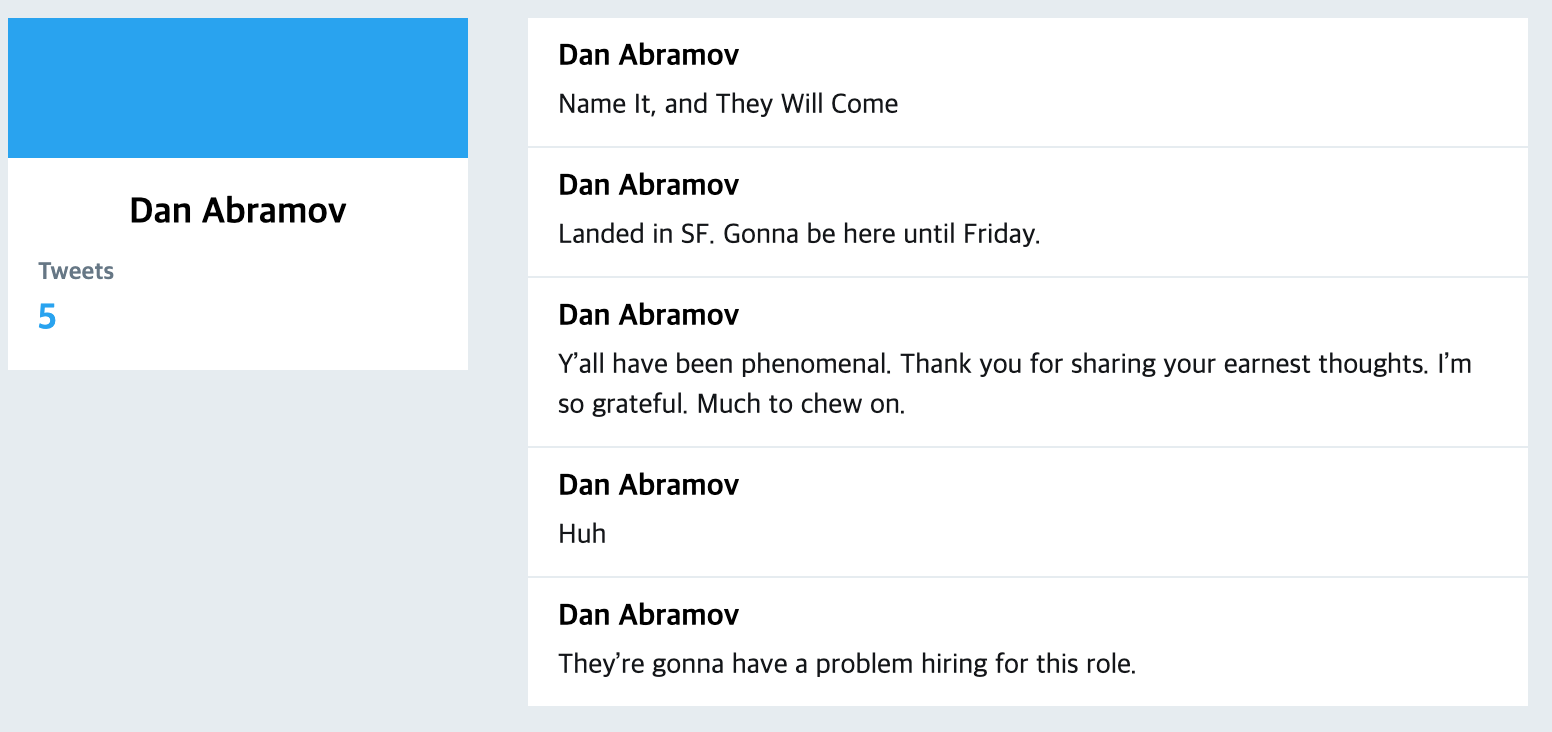 Dan Abramov
Tweets
5
Dan Abramov
Name It, and They Will Come
Dan Abramov
Landed in SF. Gonna be here until Friday.
Dan Abramov
Y’all have been phenomenal. Thank you for sharing your earnest thoughts. I’m
so grateful. Much to chew on.
Dan Abramov
Huh
Dan Abramov
They’re gonna have a problem hiring for this role.